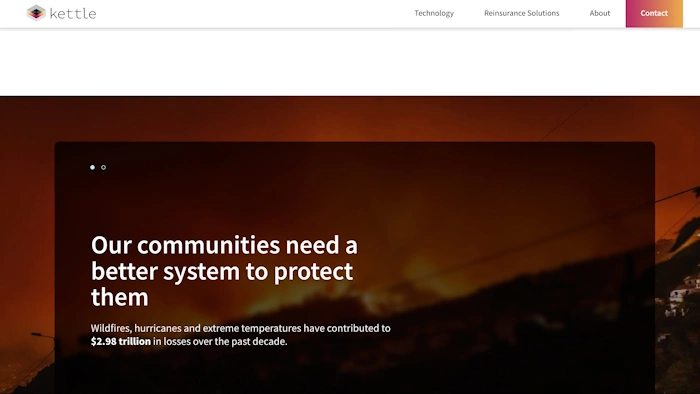 kettle
Technology
Reinsurance Solutions
About
Contact
Our communities need a
better system to protect
them
Wildfires, hurricanes and extreme temperatures have contributed to
$2.98 trillion in losses over the past decade.